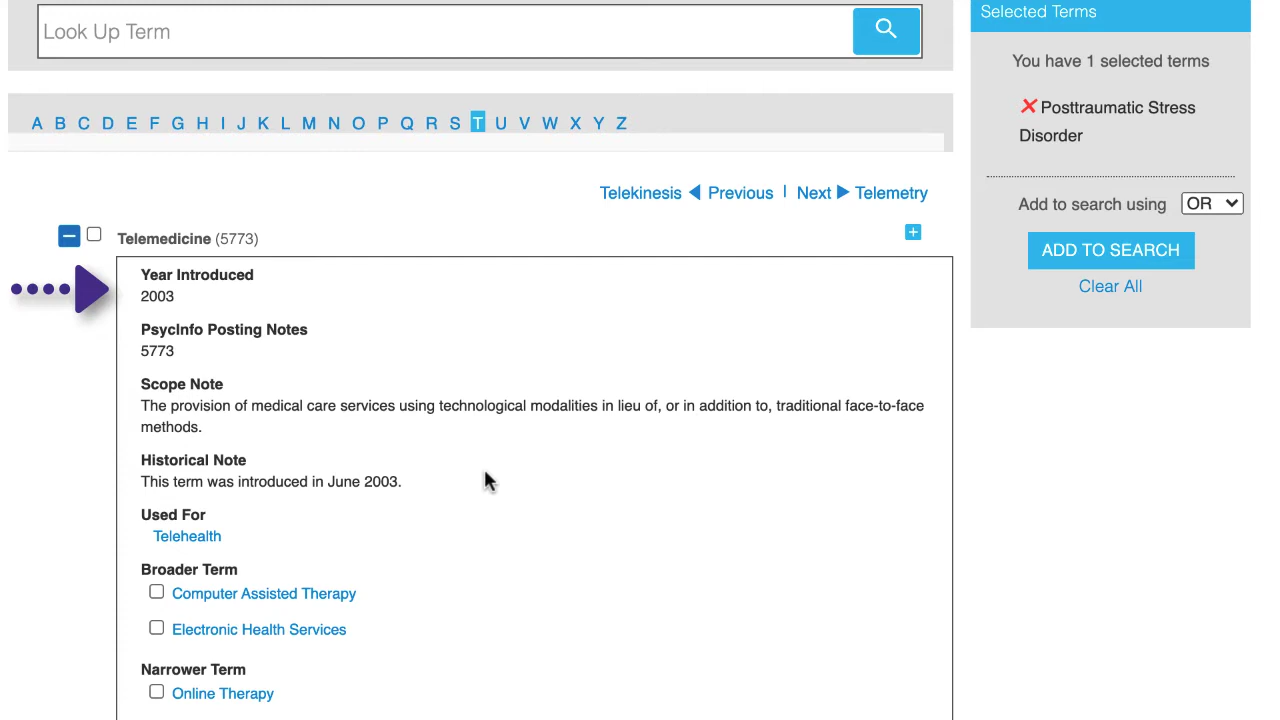 Look Up Term
Selected Terms
You have 1 selected terms
Posttraumatic Stress
Disorder
Add to search using OR
ADD TO SEARCH
Clear All
A B C D E F G H I J K L M N O P Q R S T U V W X Y Z
Telekinesis Previous | Next Telemetry
Telemedicine (5773)
Year Introduced
2003
PsycInfo Posting Notes
5773
Scope Note
The provision of medical care services using technological modalities in lieu of, or in addition to, traditional face-to-face
methods.
Historical Note
This term was introduced in June 2003.
Used For
Telehealth
Broader Term
Computer Assisted Therapy
Electronic Health Services
Narrower Term
Online Therapy